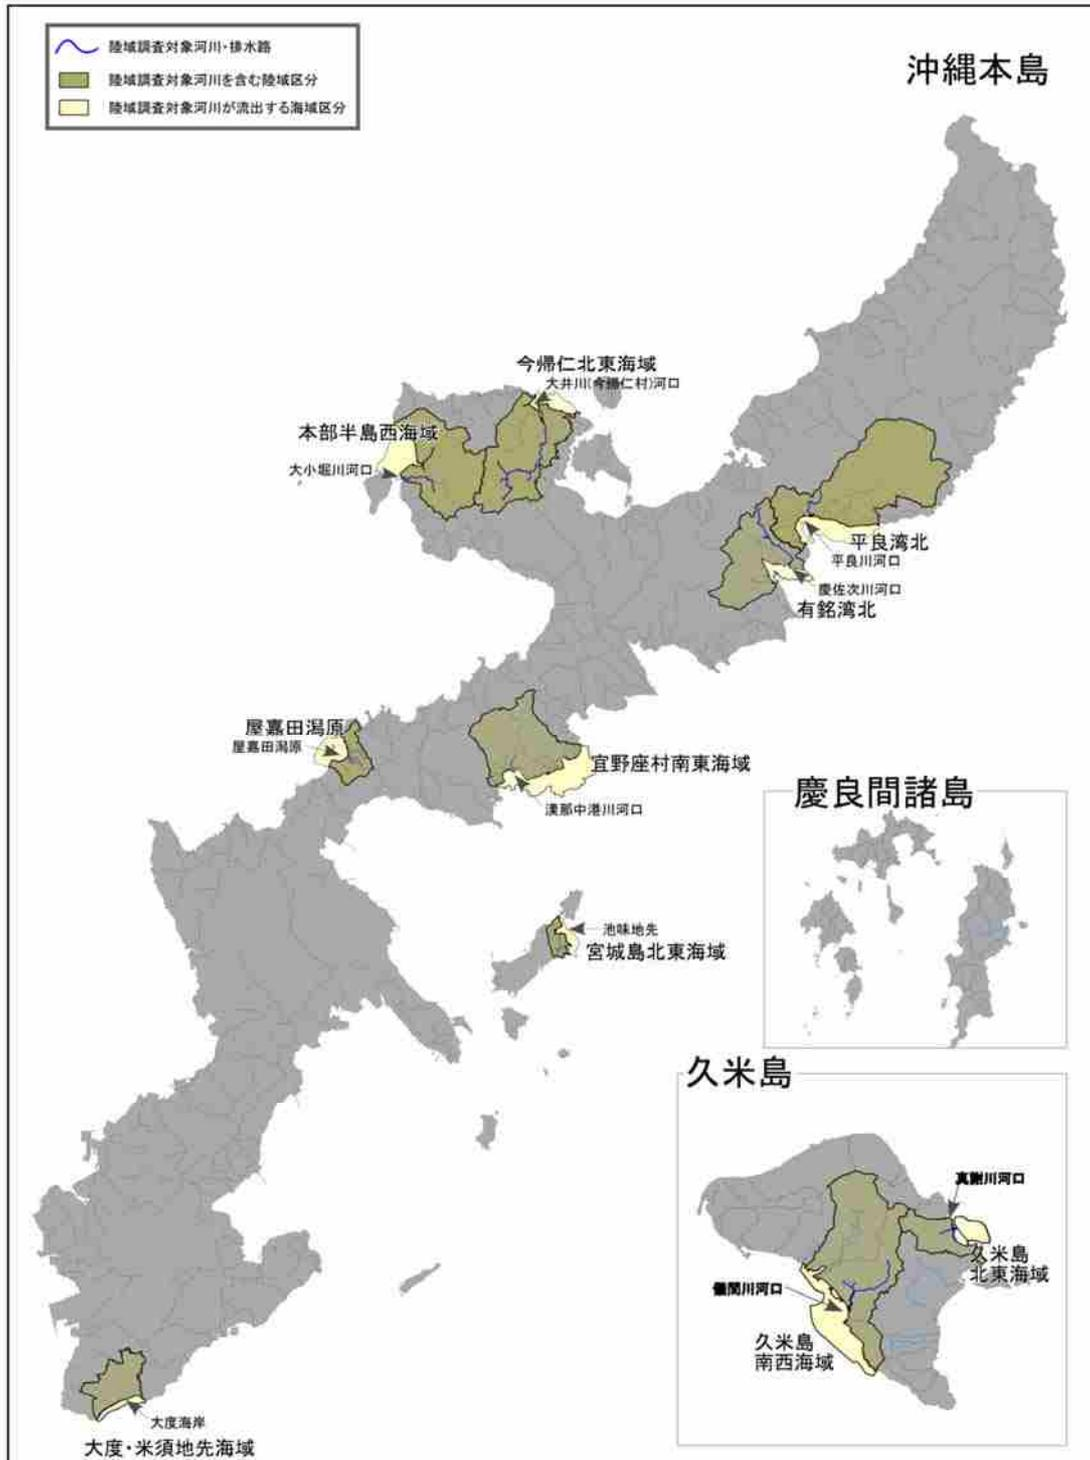 陸域調査対象河川・排水路
陸域調査対象河川を含む陸域区分
陸域調査対象河川が流出する海域区分
沖縄本島
今帰仁北東海域
大井川(今帰仁村)河口
本部半島西海域
大小堀川河口
平良湾北
平良川河口
慶佐次川河口
有銘湾北
屋嘉田潟原
屋嘉田潟原
宜野座村南東海域
漢那中港川河口
慶良間諸島
池味地先
宮城島北東海域
久米島
真謝川河口
久米島
北東海域
儀間川河口
久米島
南西海域
大度海岸
大度・米須地先海域